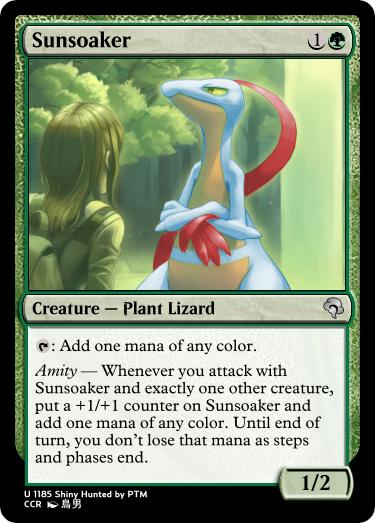 Sunsoaker 1
Creature — Plant Lizard
: Add one mana of any color.
Amity — Whenever you attack with
Sunsoaker and exactly one other creature,
put a +1/+1 counter on Sunsoaker and
add one mana of any color. Until end of
turn, you don't lose that mana as steps
and phases end.
1/2
U 1185 Shiny Hunted by PTM
CCR 鳥男